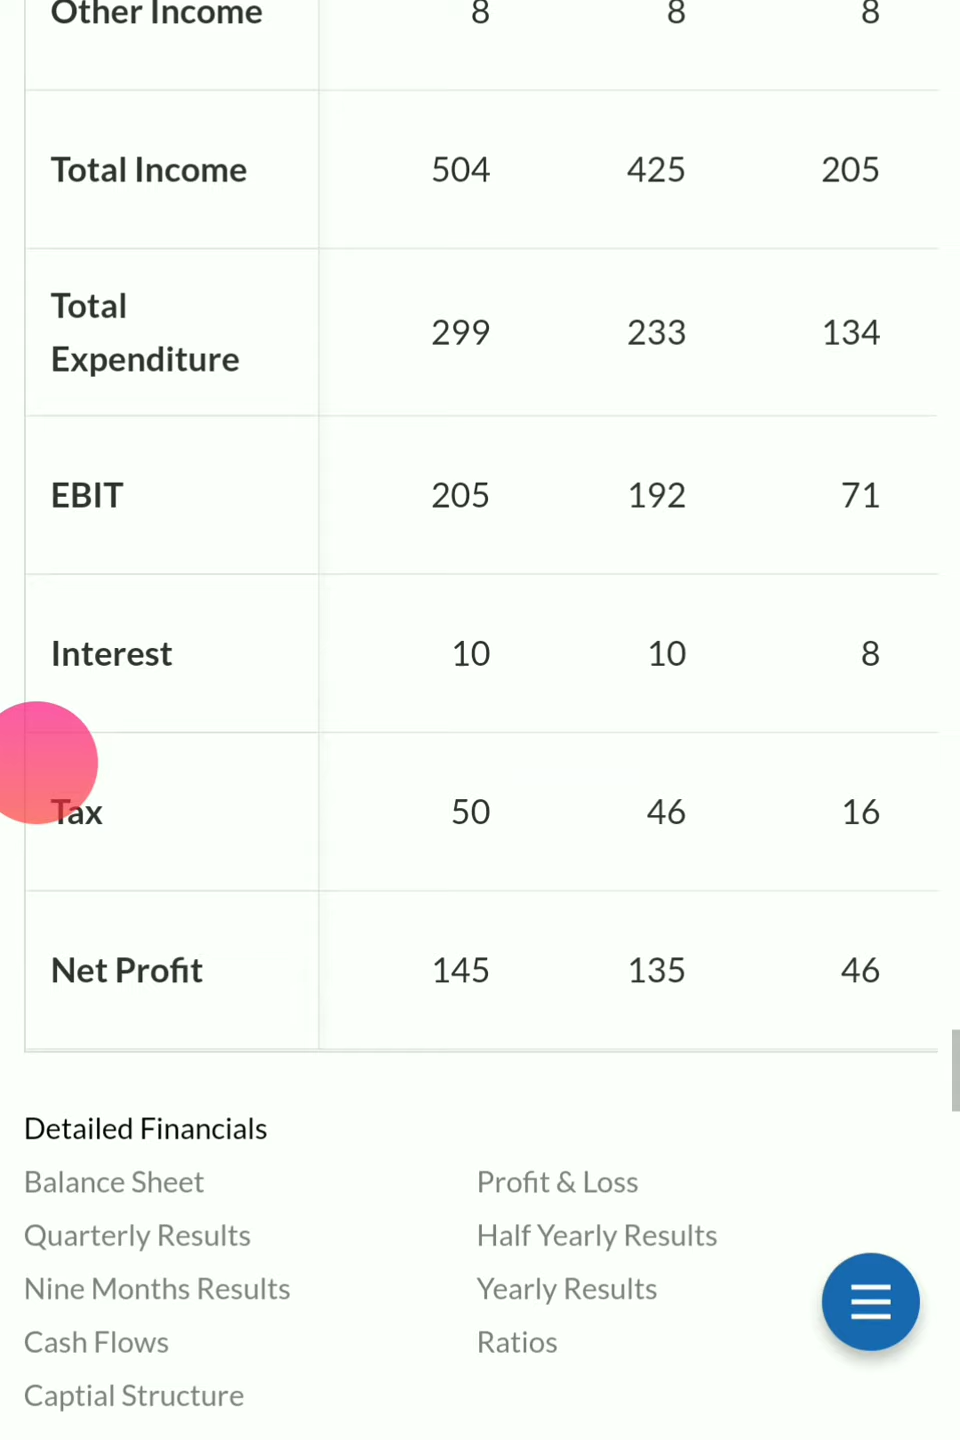 Other Income 8 8 8
Total Income 504 425 205
Total
Expenditure 299 233 134
EBIT 205 192 71
Interest 10 10 8
Tax 50 46 16
Net Profit 145 135 46
Detailed Financials
Balance Sheet Profit & Loss
Quarterly Results Half Yearly Results
Nine Months Results Yearly Results
Cash Flows Ratios
Captial Structure